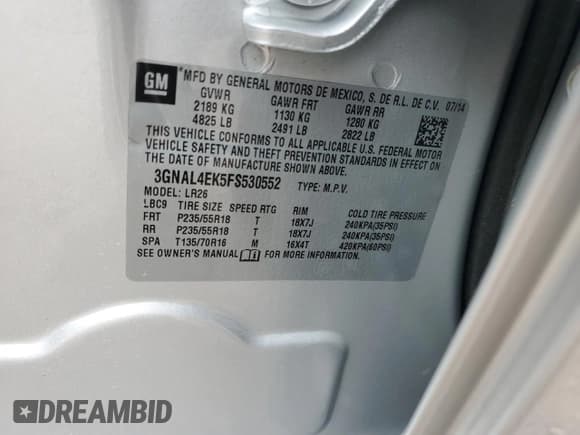 GM
*MFD BY GENERAL MOTORS DE MEXICO, S. DE R.L. DE C.V. 07/14
GVWR GAWR FRT GAWR RR
2189 KG 1130 KG 1280 KG
4825 LB 2491 LB 2822 LB
THIS VEHICLE CONFORMS TO ALL APPLICABLE U.S. FEDERAL MOTOR
VEHICLE SAFETY AND THEFT PREVENTION STANDARDS IN EFFECT ON
THE DATE OF MANUFACTURE SHOWN ABOVE.
3GNAL4EK5FS530552 TYPE: M.P.V.
MODEL: LR26
LBC9 TIRE SIZE SPEED RTG RIM COLD TIRE PRESSURE
FRT P235/55R18 T 18X7J 240KPA(35PSI)
RR P235/55R18 T 18X7J 240KPA(35PSI)
SPA T135/70R16 M 16X4T 420KPA(60PSI)
SEE OWNER'S MANUAL FOR MORE INFORMATION.
DREAMBID